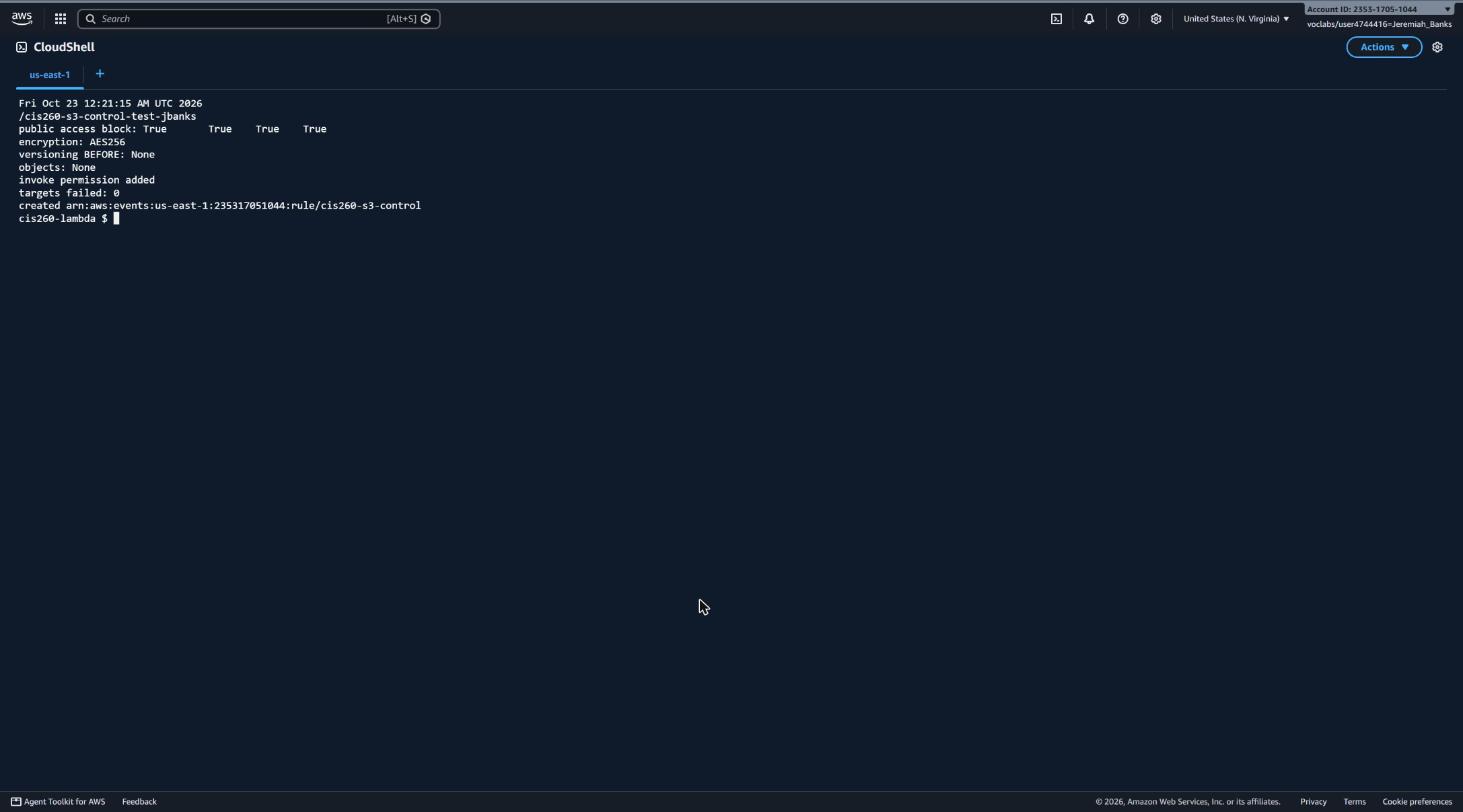 aws
Search [Alt+S]
United States (N. Virginia) ▼
Account ID: 2353-1705-1044 ▼
voclabs/user4744416=Jeremiah_Banks
CloudShell
Actions ▼
us-east-1 +
Fri Oct 23 12:21:15 AM UTC 2026
/cis260-s3-control-test-jbanks
public access block: True True True True
encryption: AES256
versioning BEFORE: None
objects: None
invoke permission added
targets failed: 0
created arn:aws:events:us-east-1:235317051044:rule/cis260-s3-control
cis260-lambda $
Agent Toolkit for AWS Feedback © 2026, Amazon Web Services, Inc. or its affiliates. Privacy Terms Cookie preferences